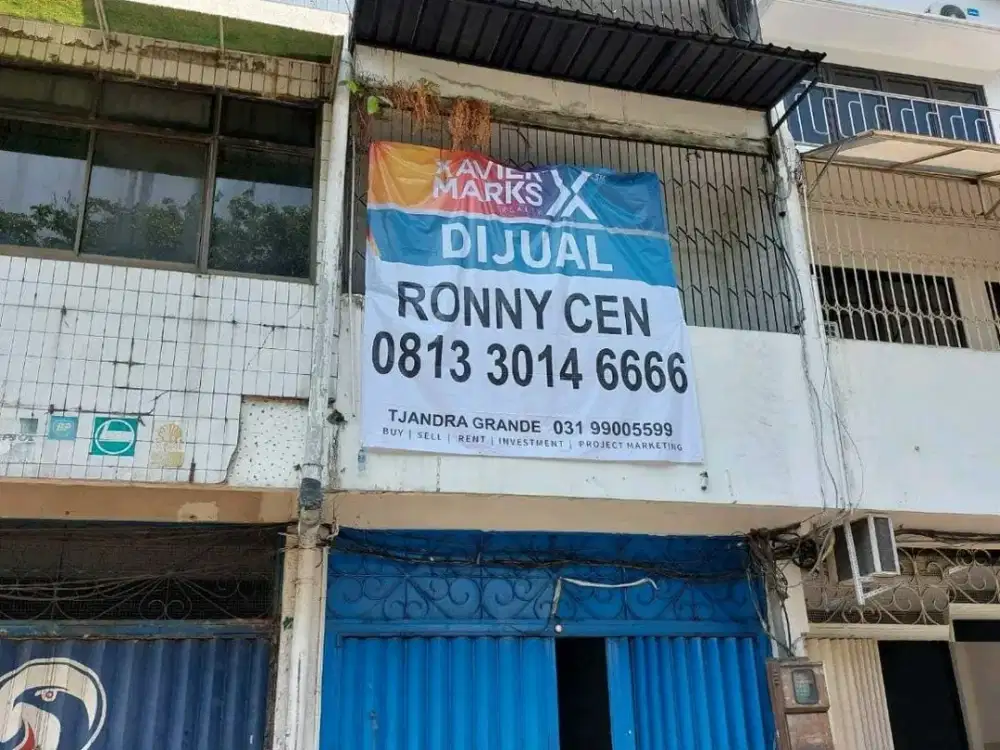 XAVIER
MARKS
DIJUAL
RONNY CEN
0813 3014 6666
TJANDRA GRANDE 031 99005599
BUY | SELL | RENT | INVESTMENT | PROJECT MARKETING